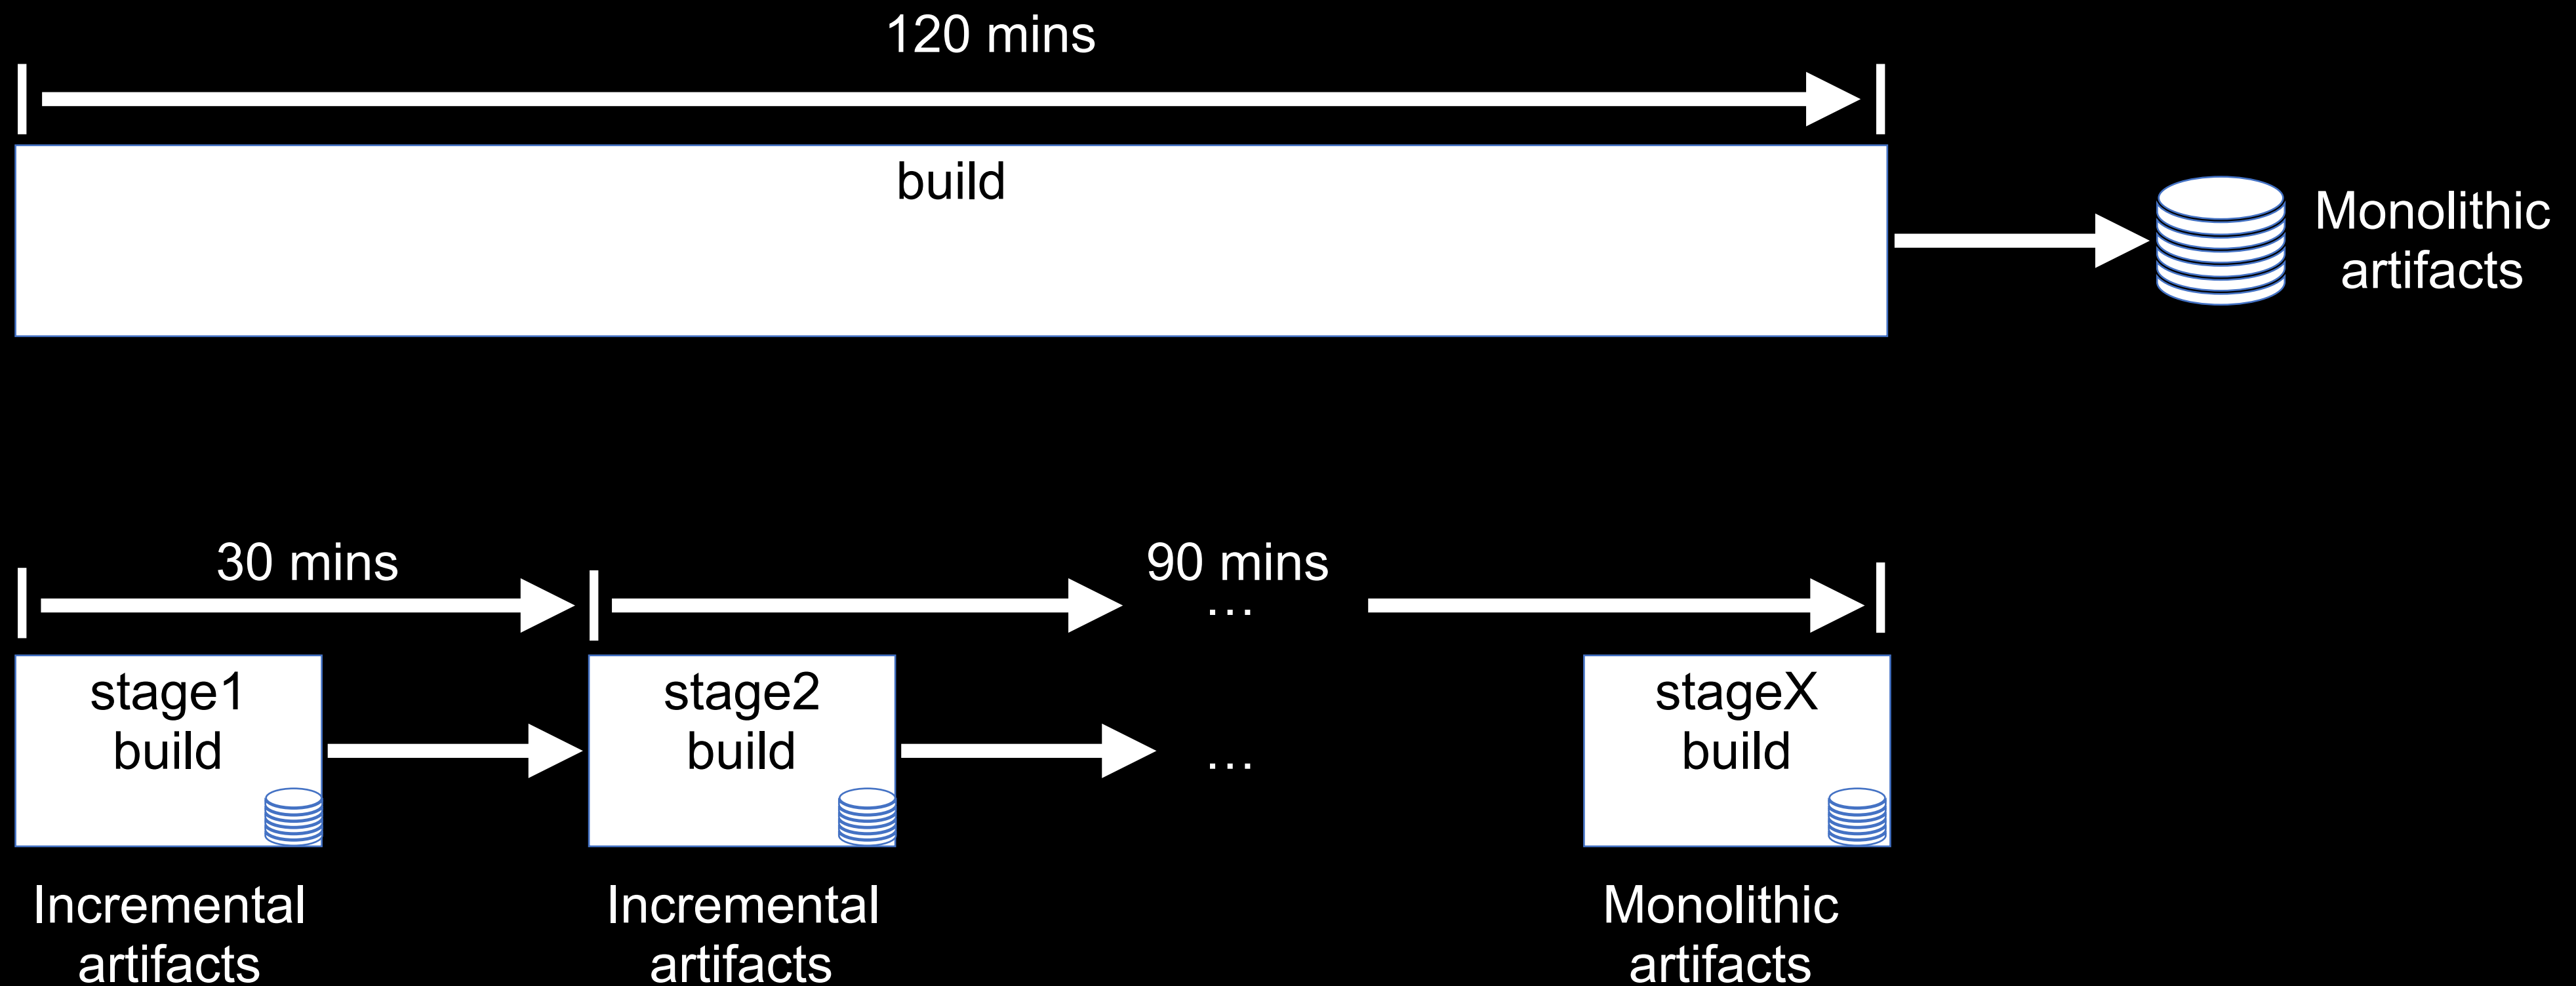 120 mins
build
Monolithic
artifacts
30 mins
90 mins
...
stage1
build
stage2
build
...
stageX
build
Incremental
artifacts
Incremental
artifacts
Monolithic
artifacts